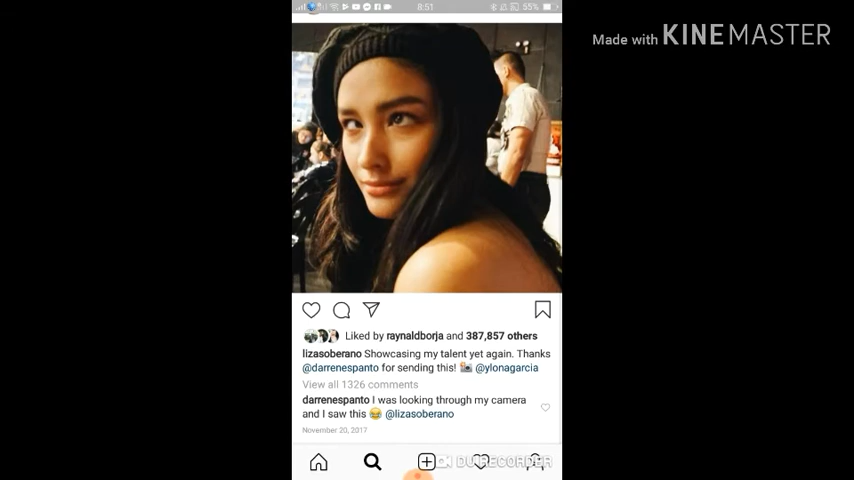 8:51
55%
Made with KINEMASTER
Liked by raynaldborja and 387,857 others
lizasoberano Showcasing my talent yet again. Thanks
@darrenespanto for sending this! 📸 @ylonagarcia
View all 1326 comments
darrenespanto I was looking through my camera
and I saw this 😂 @lizasoberano
November 20, 2017
DU RECORDER